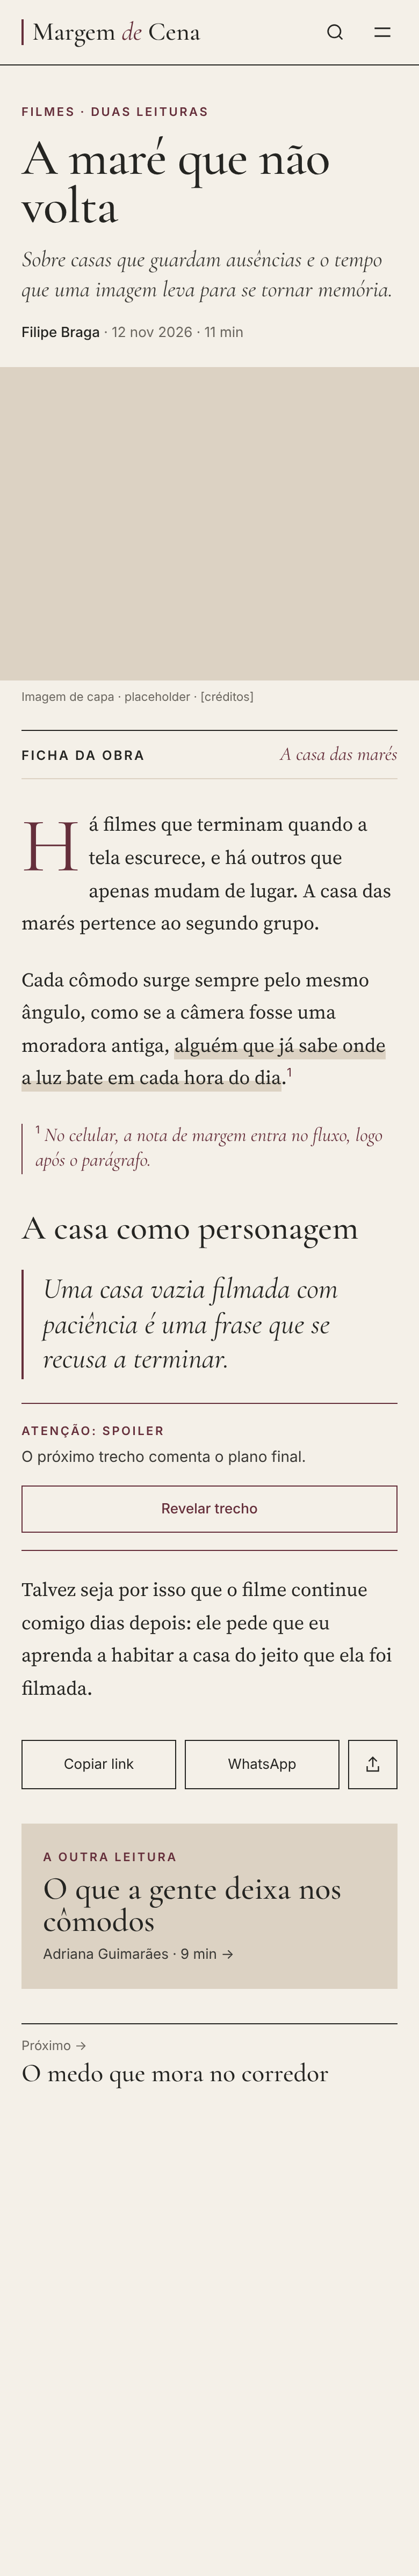 Margem de Cena
FILMES · DUAS LEITURAS
A maré que não
volta
Sobre casas que guardam ausências e o tempo
que uma imagem leva para se tornar memória.
Filipe Braga · 12 nov 2026 · 11 min
Imagem de capa · placeholder · [créditos]
FICHA DA OBRA A casa das marés
Há filmes que terminam quando a
tela escurece, e há outros que
apenas mudam de lugar. A casa das
marés pertence ao segundo grupo.
Cada cômodo surge sempre pelo mesmo
ângulo, como se a câmera fosse uma
moradora antiga, alguém que já sabe onde
a luz bate em cada hora do dia.¹
¹ No celular, a nota de margem entra no fluxo, logo
após o parágrafo.
A casa como personagem
Uma casa vazia filmada com
paciência é uma frase que se
recusa a terminar.
ATENÇÃO: SPOILER
O próximo trecho comenta o plano final.
Revelar trecho
Talvez seja por isso que o filme continue
comigo dias depois: ele pede que eu
aprenda a habitar a casa do jeito que ela foi
filmada.
Copiar link WhatsApp
A OUTRA LEITURA
O que a gente deixa nos
cômodos
Adriana Guimarães · 9 min →
Próximo →
O medo que mora no corredor